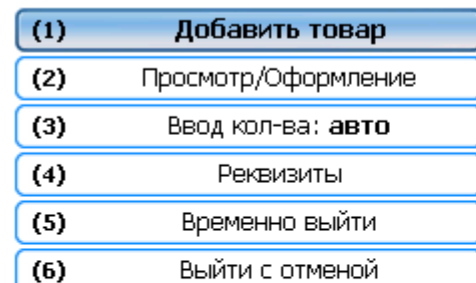 (1) Добавить товар
(2) Просмотр/Оформление
(3) Ввод кол-ва: авто
(4) Реквизиты
(5) Временно выйти
(6) Выйти с отменой